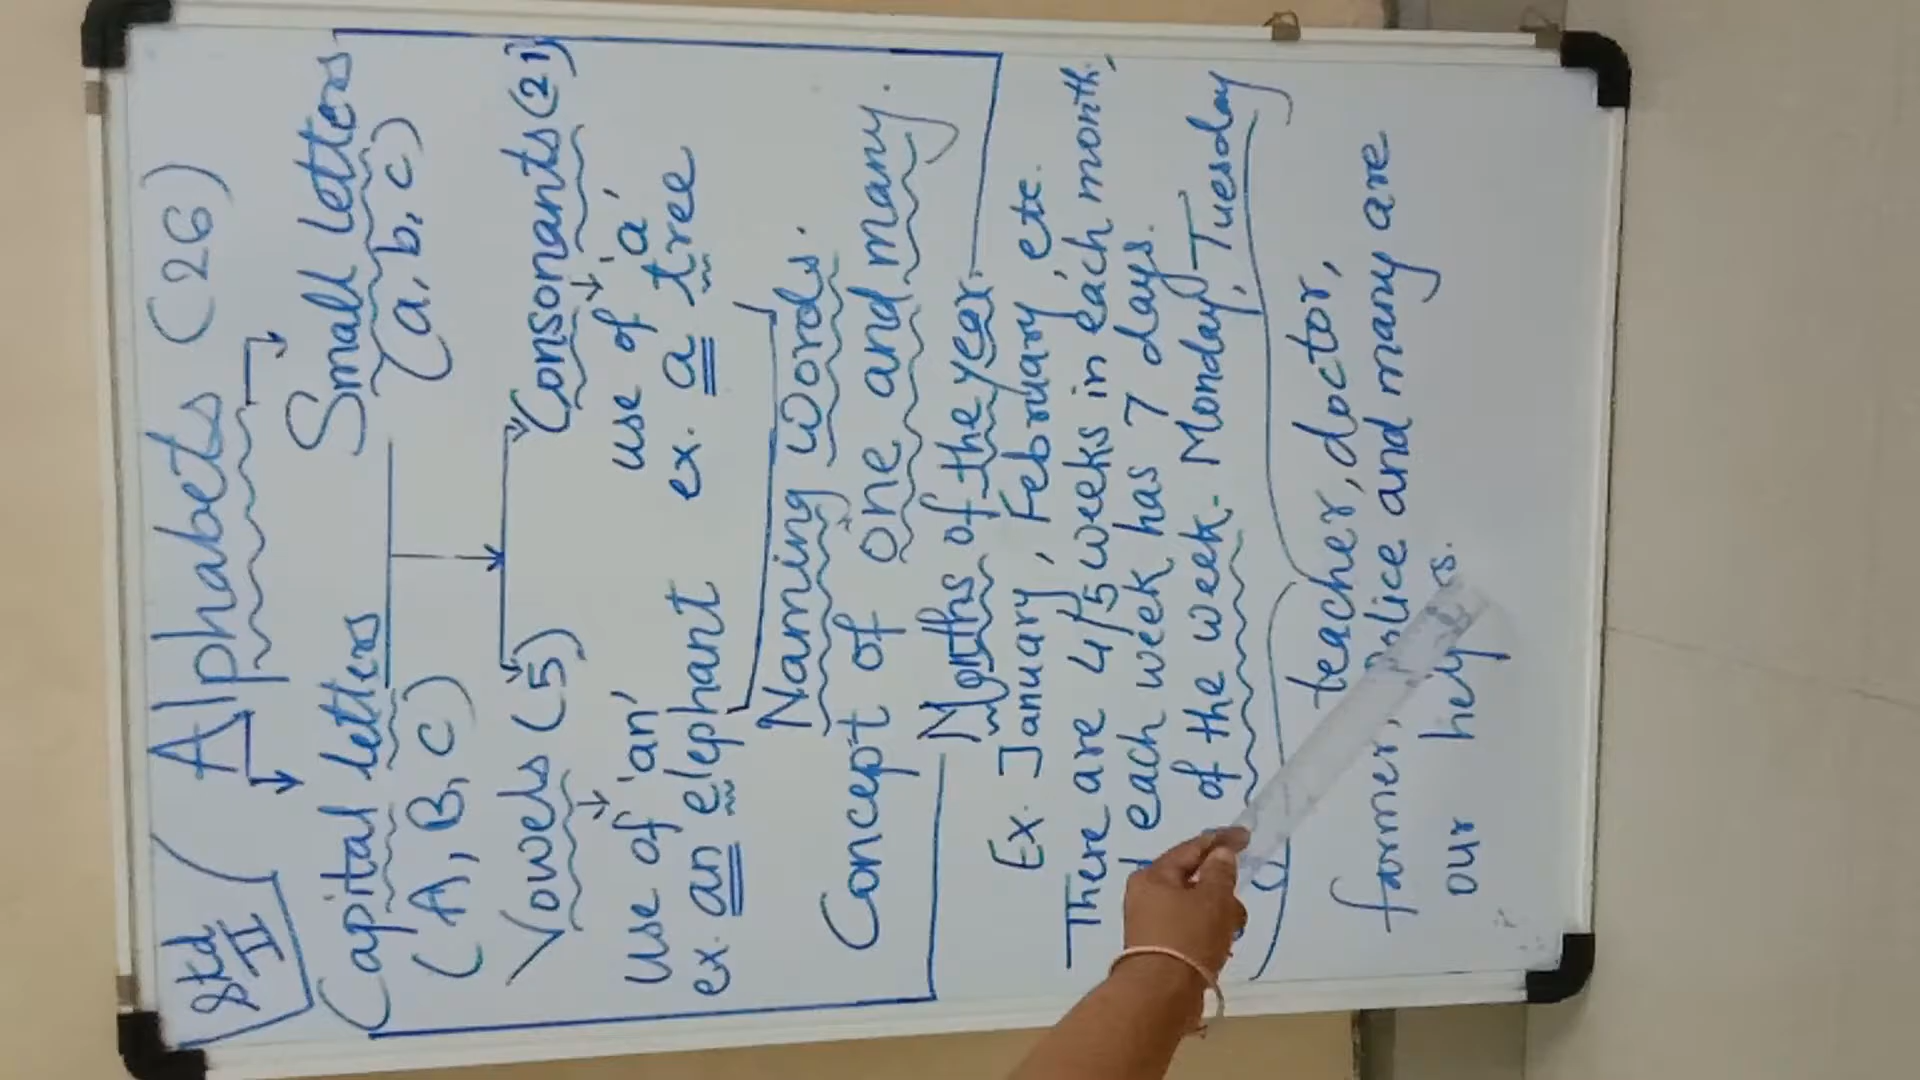 Std II
Alphabets (26)
Capital letters Small letters
(A, B, C) (a, b, c)
Vowels (5) Consonants (21)
use of 'an' use of 'a'
ex. an elephant ex. a tree
Naming words.
Concept of one and many.
Months of the year.
Ex. January, February, etc.
There are 4/5 weeks in each month,
each week has 7 days.
of the week. Monday, Tuesday
teacher, doctor,
farmer, and many are
our